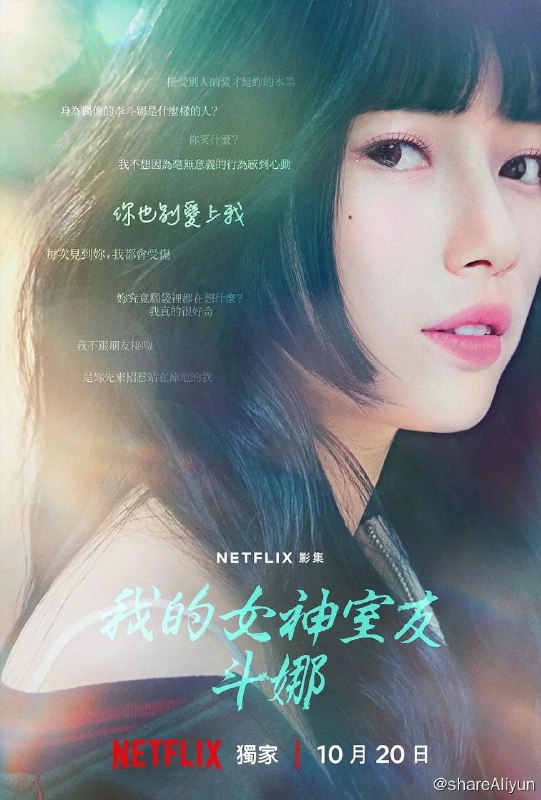 接受別人的愛才是妳的本業
身為偶像的李斗娜是什麼樣的人？
你笑什麼？
我不想因為毫無意義的行為感到心動
你也別愛上我
每次見到妳，我都會受傷
妳究竟腦袋裡都在想什麼？
我真的很好奇
我不跟朋友接吻
是妳先來招惹站在原地的我
NETFLIX 影集
我的女神室友
斗娜
NETFLIX 獨家 | 10月20日
@shareAliyun